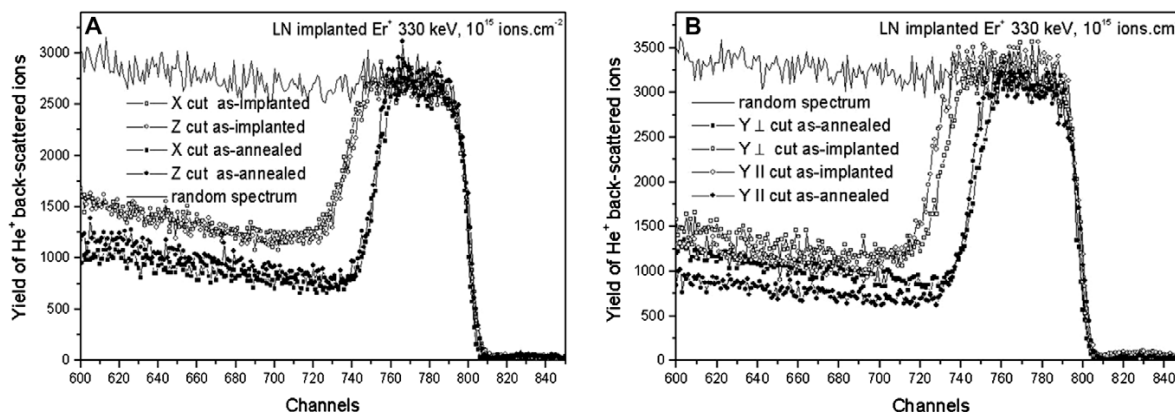 A
LN implanted Er+ 330 keV, 10^15 ions.cm^-2
Yield of He+ back-scattered ions
3000
2500
2000
1500
1000
500
0
X cut as-implanted
Z cut as-implanted
X cut as-annealed
Z cut as-annealed
random spectrum
600 620 640 660 680 700 720 740 760 780 800 820 840
Channels
B
LN implanted Er+ 330 keV, 10^15 ions.cm
Yield of He+ back-scattered ions
3500
3000
2500
2000
1500
1000
500
0
random spectrum
Y ⊥ cut as-annealed
Y ⊥ cut as-implanted
Y || cut as-implanted
Y || cut as-annealed
600 620 640 660 680 700 720 740 760 780 800 820 840
Channels